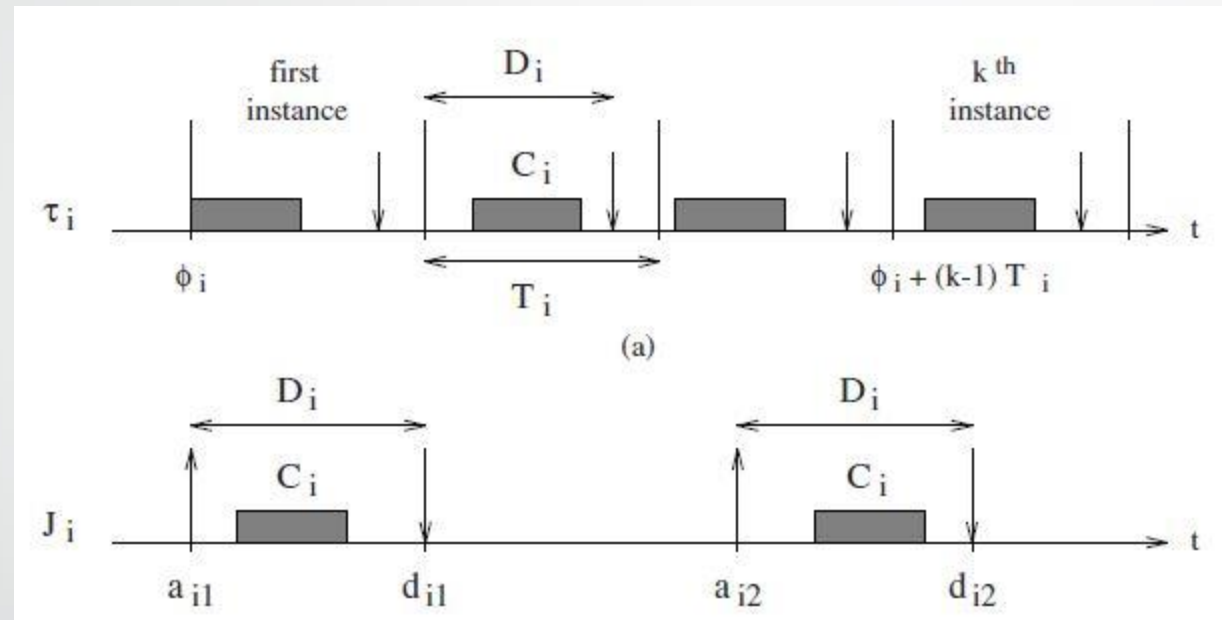 first
instance
D i
k th
instance
C i
τ i
t
ϕ i
T i
ϕ i + (k-1) T i
(a)
D i
D i
C i
C i
J i
t
a i1
d i1
a i2
d i2